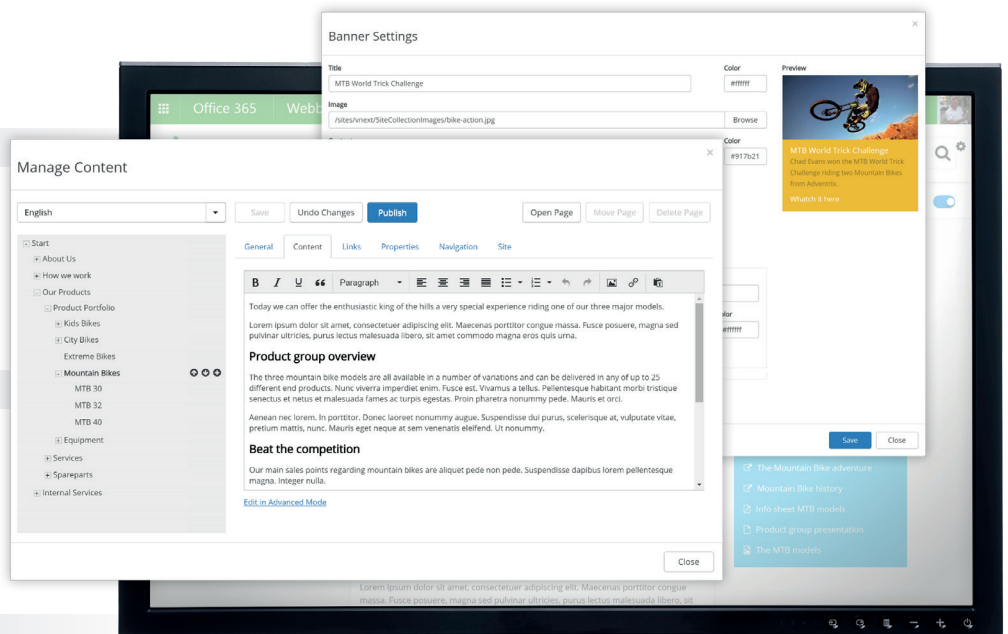 Banner Settings
Title
Color
Preview
MTB World Trick Challenge
#ffffff
Image
/sites/vnext/SiteCollectionImages/bike-action.jpg
Browse
Color
#917b21
MTB World Trick Challenge
Chad Evans won the MTB World Trick
Challenge riding two Mountain Bikes
from Adventrix.
Whatch it here
#ffffff
Save
Close
Office 365
Webb
Manage Content
English
Save
Undo Changes
Publish
Open Page
Move Page
Delete Page
Start
About Us
How we work
Our Products
Product Portfolio
Kids Bikes
City Bikes
Extreme Bikes
Mountain Bikes
MTB 30
MTB 32
MTB 40
Equipment
Services
Spareparts
Internal Services
General
Content
Links
Properties
Navigation
Site
B I U Paragraph
Today we can offer the enthusiastic king of the hills a very special experience riding one of our three major models.
Lorem ipsum dolor sit amet, consectetuer adipiscing elit. Maecenas porttitor congue massa. Fusce posuere, magna sed
pulvinar ultricies, purus lectus malesuada libero, sit amet commodo magna eros quis urna.
Product group overview
The three mountain bike models are all available in a number of variations and can be delivered in any of up to 25
different end products. Nunc viverra imperdiet enim. Fusce est. Vivamus a tellus. Pellentesque habitant morbi tristique
senectus et netus et malesuada fames ac turpis egestas. Proin pharetra nonummy pede. Mauris et orci.
Aenean nec lorem. In porttitor. Donec laoreet nonummy augue. Suspendisse dui purus, scelerisque at, vulputate vitae,
pretium mattis, nunc. Mauris eget neque at sem venenatis eleifend. Ut nonummy.
Beat the competition
Our main sales points regarding mountain bikes are aliquet pede non pede. Suspendisse dapibus lorem pellentesque
magna. Integer nulla.
Edit in Advanced Mode
Close
The Mountain Bike adventure
Mountain Bike history
Info sheet MTB models
Product group presentation
The MTB models
Lorem ipsum dolor sit amet, consectetuer adipiscing elit. Maecenas porttitor congue
massa. Fusce posuere, magna sed pulvinar ultricies, purus lectus malesuada libero, sit